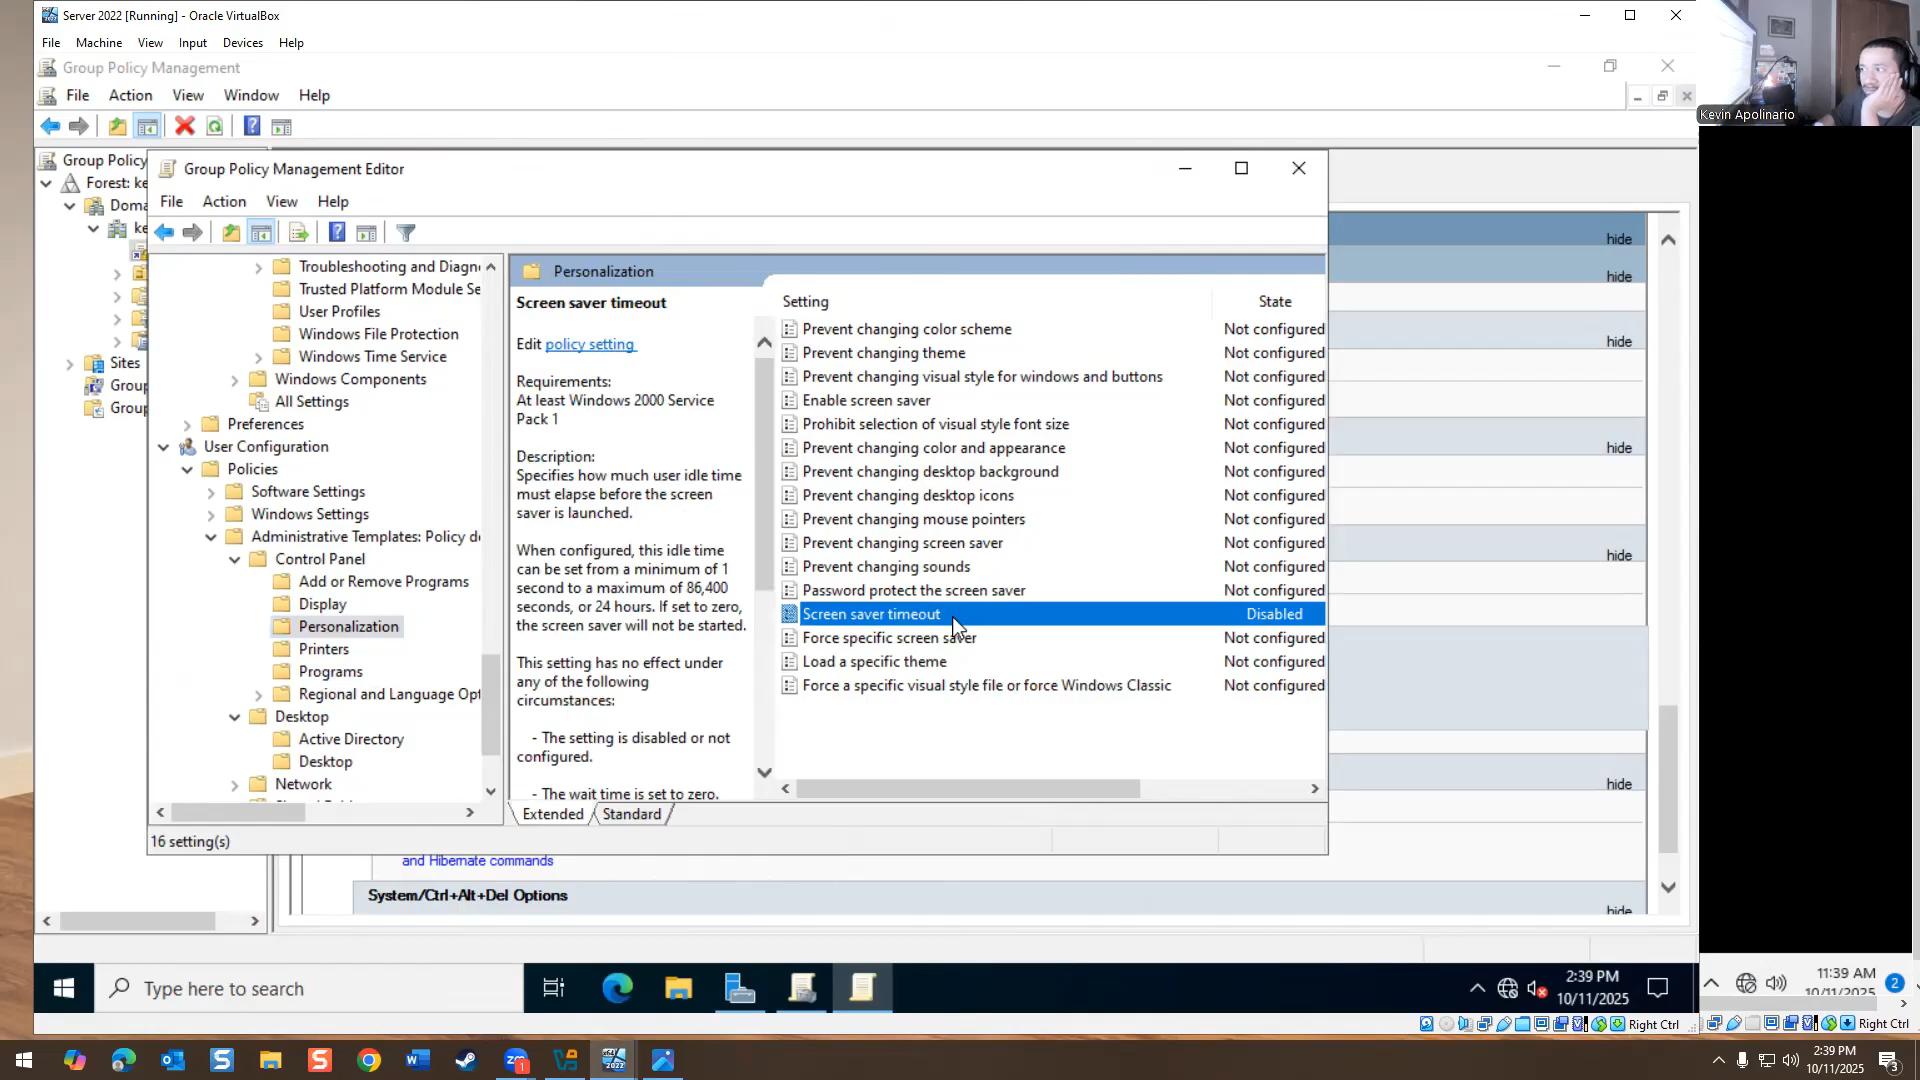 Server 2022 [Running] - Oracle VirtualBox
File Machine View Input Devices Help
Group Policy Management
File Action View Window Help
Kevin Apolinario
Group Policy
Forest: ke
Doma
ke
Sites
Group
Group
Group Policy Management Editor
File Action View Help
Troubleshooting and Diagn
Trusted Platform Module Se
User Profiles
Windows File Protection
Windows Time Service
Windows Components
All Settings
Preferences
User Configuration
Policies
Software Settings
Windows Settings
Administrative Templates: Policy de
Control Panel
Add or Remove Programs
Display
Personalization
Printers
Programs
Regional and Language Opt
Desktop
Active Directory
Desktop
Network
Personalization
Screen saver timeout
Edit policy setting
Requirements:
At least Windows 2000 Service
Pack 1
Description:
Specifies how much user idle time
must elapse before the screen
saver is launched.
When configured, this idle time
can be set from a minimum of 1
second to a maximum of 86,400
seconds, or 24 hours. If set to zero,
the screen saver will not be started.
This setting has no effect under
any of the following
circumstances:
- The setting is disabled or not
configured.
- The wait time is set to zero.
Setting State
Prevent changing color scheme Not configured
Prevent changing theme Not configured
Prevent changing visual style for windows and buttons Not configured
Enable screen saver Not configured
Prohibit selection of visual style font size Not configured
Prevent changing color and appearance Not configured
Prevent changing desktop background Not configured
Prevent changing desktop icons Not configured
Prevent changing mouse pointers Not configured
Prevent changing screen saver Not configured
Prevent changing sounds Not configured
Password protect the screen saver Not configured
Screen saver timeout Disabled
Force specific screen saver Not configured
Load a specific theme Not configured
Force a specific visual style file or force Windows Classic Not configured
Extended Standard
16 setting(s)
hide
hide
hide
hide
hide
hide
and Hibernate commands
System/Ctrl+Alt+Del Options
hide
Type here to search
2:39 PM
10/11/2025
11:39 AM
10/11/2025
2
Right Ctrl
Right Ctrl
2:39 PM
10/11/2025
3